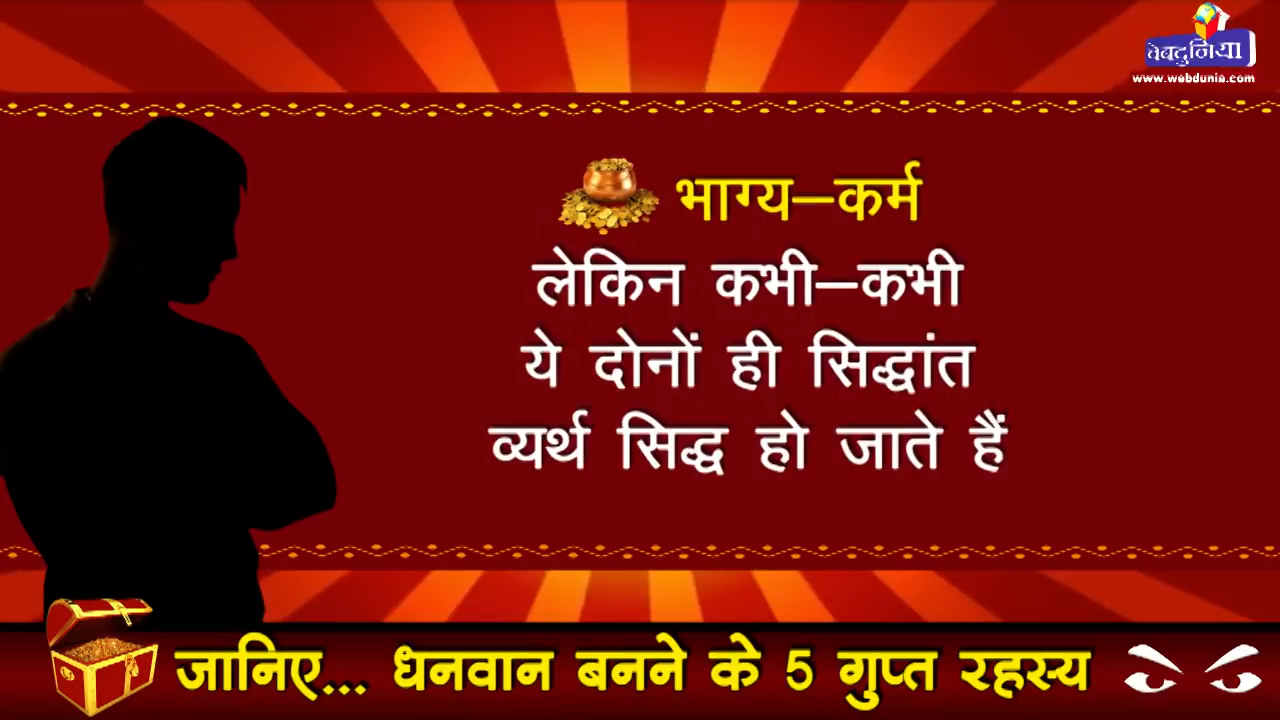 वेबदुनिया
www.webdunia.com
भाग्य–कर्म
लेकिन कभी–कभी
ये दोनों ही सिद्धांत
व्यर्थ सिद्ध हो जाते हैं
जानिए... धनवान बनने के 5 गुप्त रहस्य